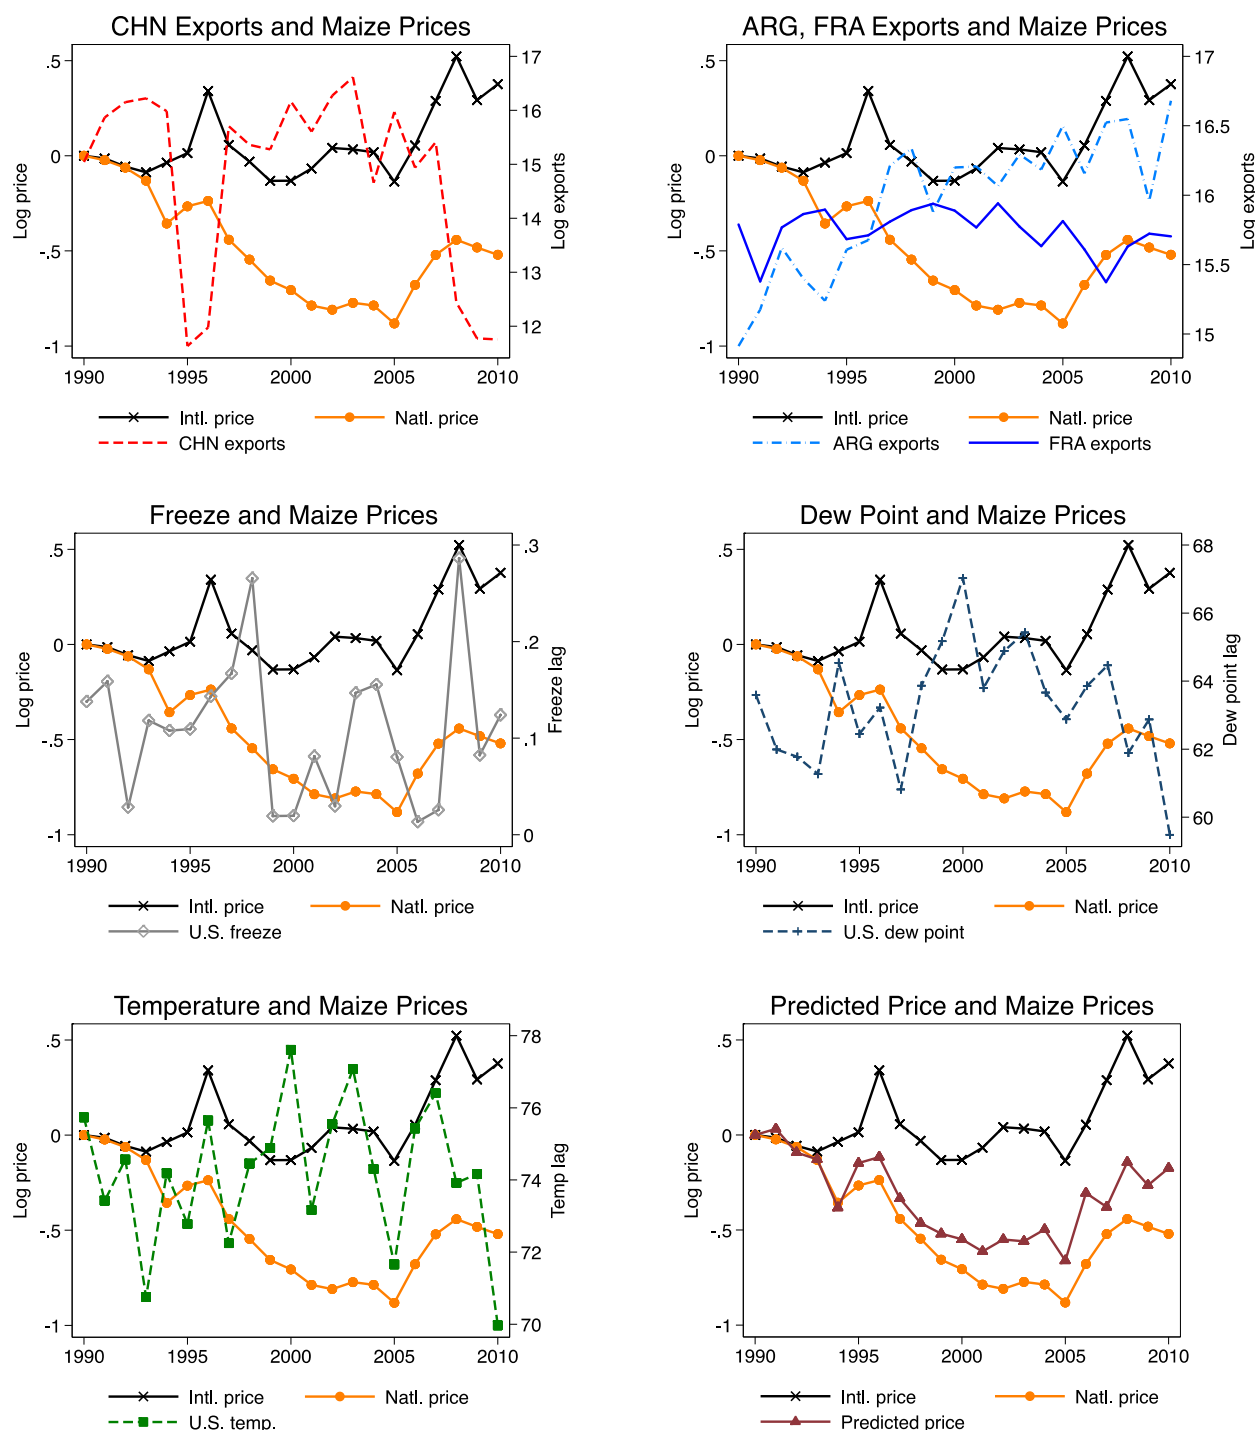 CHN Exports and Maize Prices
.5
0
-.5
-1
Log price
17
16
15
14
13
12
Log exports
1990 1995 2000 2005 2010
Intl. price Natl. price
CHN exports
ARG, FRA Exports and Maize Prices
.5
0
-.5
-1
Log price
17
16.5
16
15.5
15
Log exports
1990 1995 2000 2005 2010
Intl. price Natl. price
ARG exports FRA exports
Freeze and Maize Prices
.5
0
-.5
-1
Log price
.3
.2
.1
0
Freeze lag
1990 1995 2000 2005 2010
Intl. price Natl. price
U.S. freeze
Dew Point and Maize Prices
.5
0
-.5
-1
Log price
68
66
64
62
60
Dew point lag
1990 1995 2000 2005 2010
Intl. price Natl. price
U.S. dew point
Temperature and Maize Prices
.5
0
-.5
-1
Log price
78
76
74
72
70
Temp lag
1990 1995 2000 2005 2010
Intl. price Natl. price
U.S. temp.
Predicted Price and Maize Prices
.5
0
-.5
-1
Log price
1990 1995 2000 2005 2010
Intl. price Natl. price
Predicted price